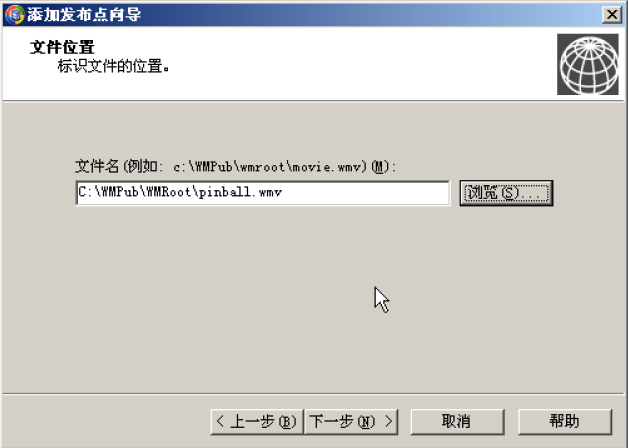 添加发布点向导
文件位置
标识文件的位置。
文件名(例如: c:\WMPub\wmroot\movie.wmv)(M):
C:\WMPub\WMRoot\pinball.wmv
浏览(S)...
< 上一步(B) 下一步(N) > 取消 帮助